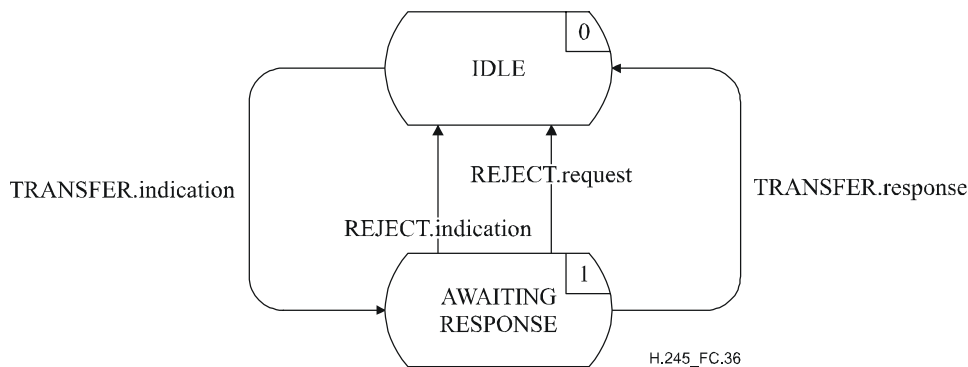 0
IDLE
REJECT.request
TRANSFER.indication
TRANSFER.response
REJECT.indication
1
AWAITING
RESPONSE
H.245_FC.36